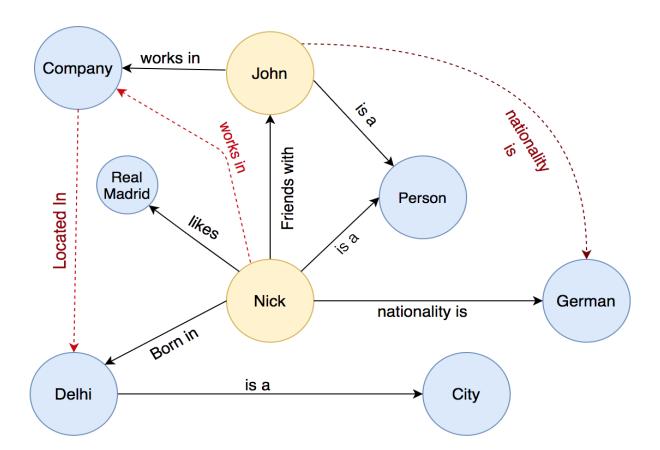 Company
works in
John
is a
nationality
is
works in
Real
Madrid
Friends with
Person
Located In
likes
is a
Nick
nationality is
German
Born in
Delhi
is a
City